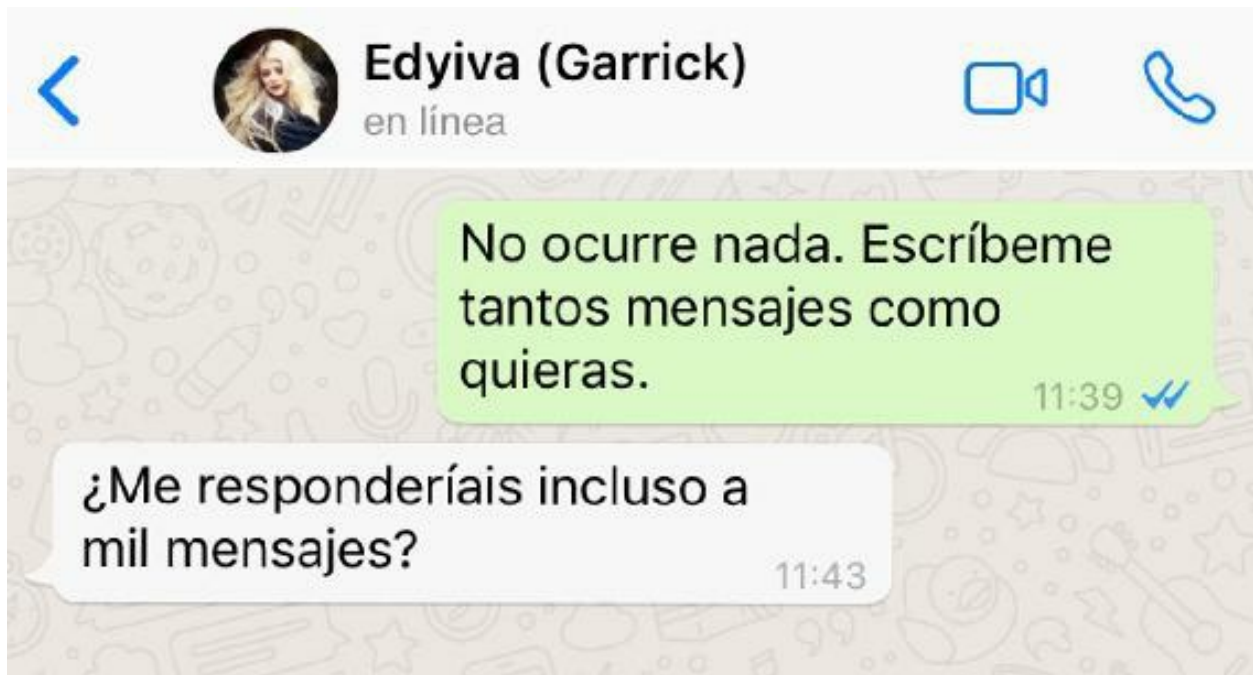 Edyiva (Garrick)
en línea
No ocurre nada. Escríbeme
tantos mensajes como
quieras.
11:39
¿Me responderíais incluso a
mil mensajes?
11:43